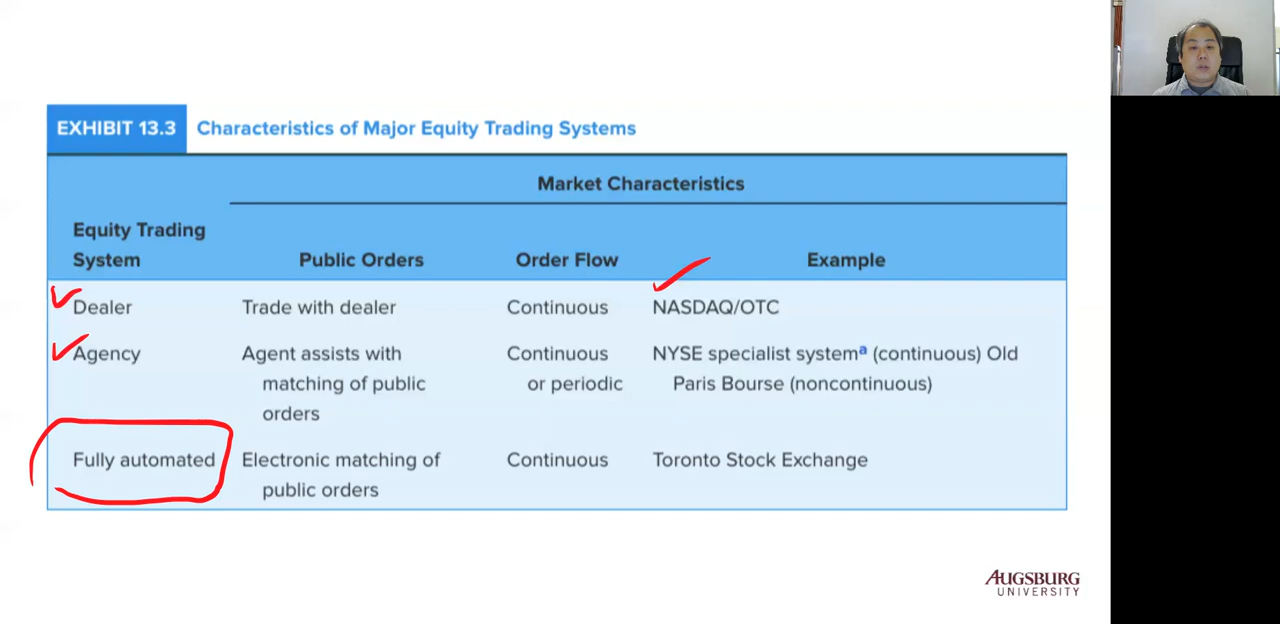 EXHIBIT 13.3 Characteristics of Major Equity Trading Systems
Market Characteristics
Equity Trading
System Public Orders Order Flow Example
Dealer Trade with dealer Continuous NASDAQ/OTC
Agency Agent assists with Continuous NYSE specialist systemª (continuous) Old
matching of public or periodic Paris Bourse (noncontinuous)
orders
Fully automated Electronic matching of Continuous Toronto Stock Exchange
public orders
AUGSBURG
UNIVERSITY